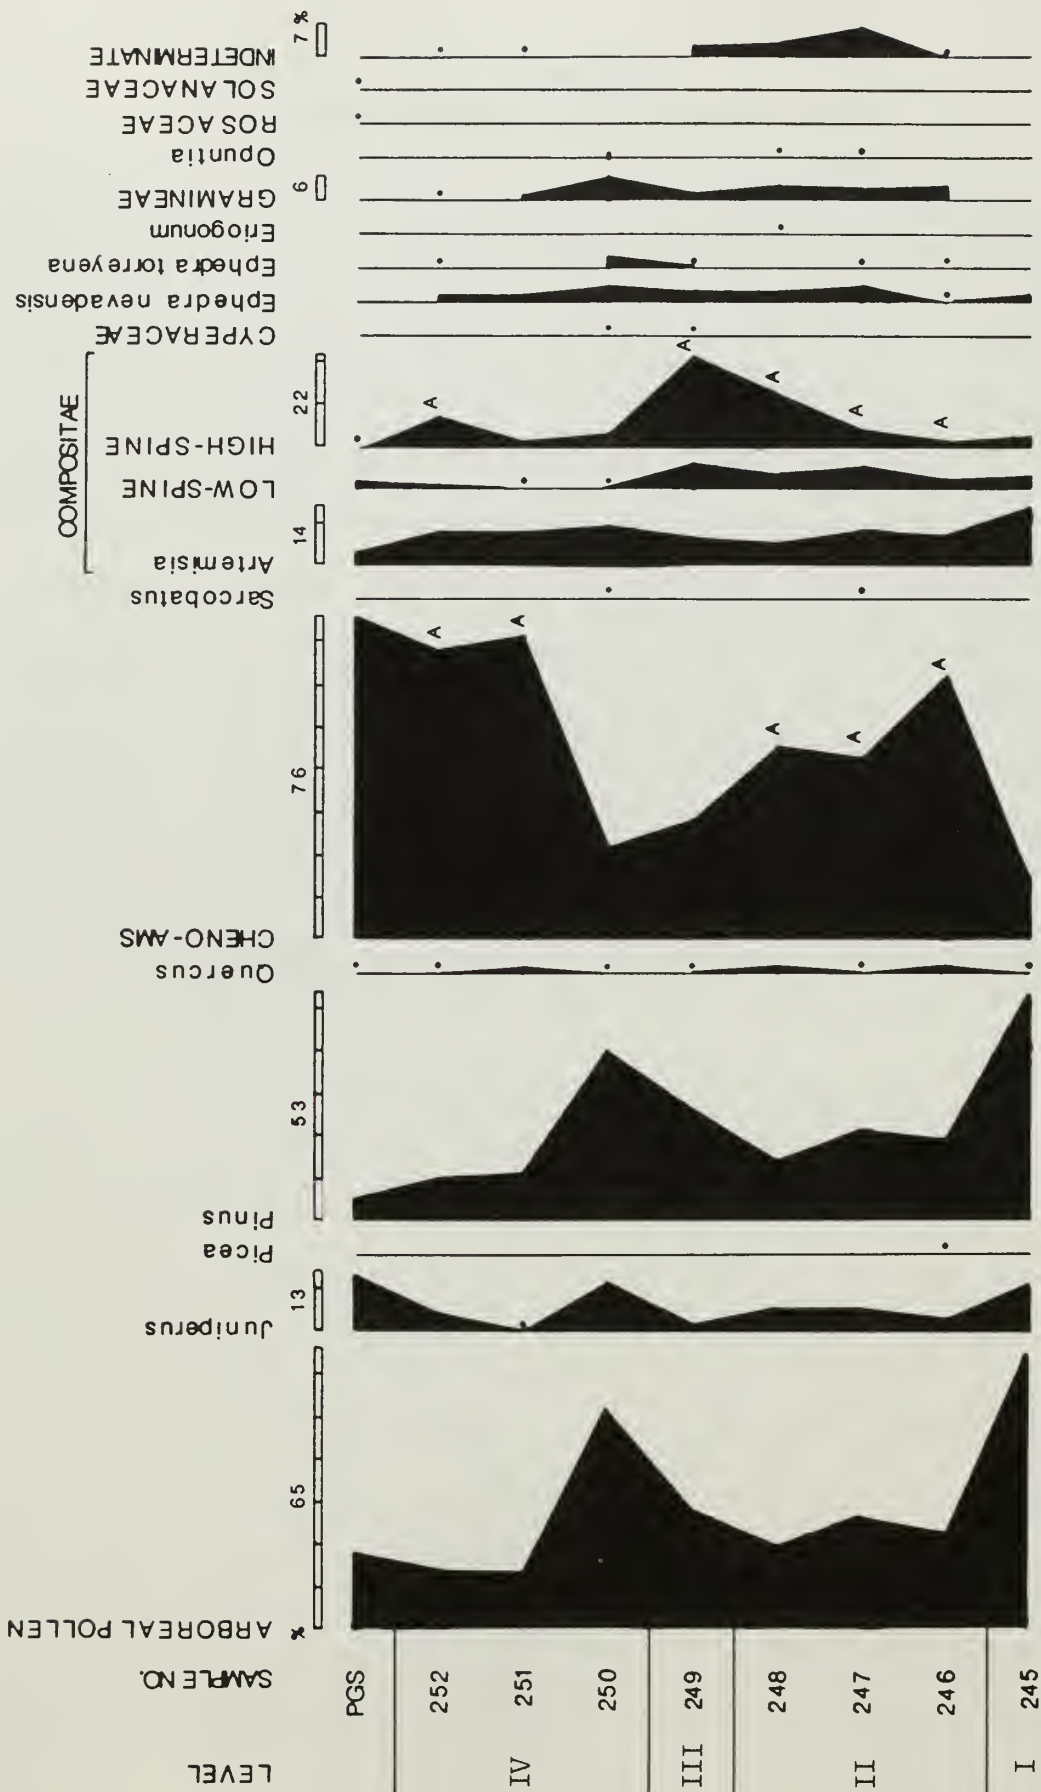 LEVEL
SAMPLE NO.
ARBOREAL POLLEN
Juniperus
Picea
Pinus
Quercus
CHENO-AMS
Sarcobatus
COMPOSITAE
Artemisia
LOW-SPINE
HIGH-SPINE
CYPERACEAE
Ephedra nevadensis
Ephedra torreyena
Eriogonum
GRAMINEAE
Opuntia
ROSACEAE
SOLANACEAE
INDETERMINATE
% 65 13 53 76 14 22 6 7 %
PGS
IV 252 A A
251 A
250
III 249 A
II 248 A A
247 A A
246 A A
I 245